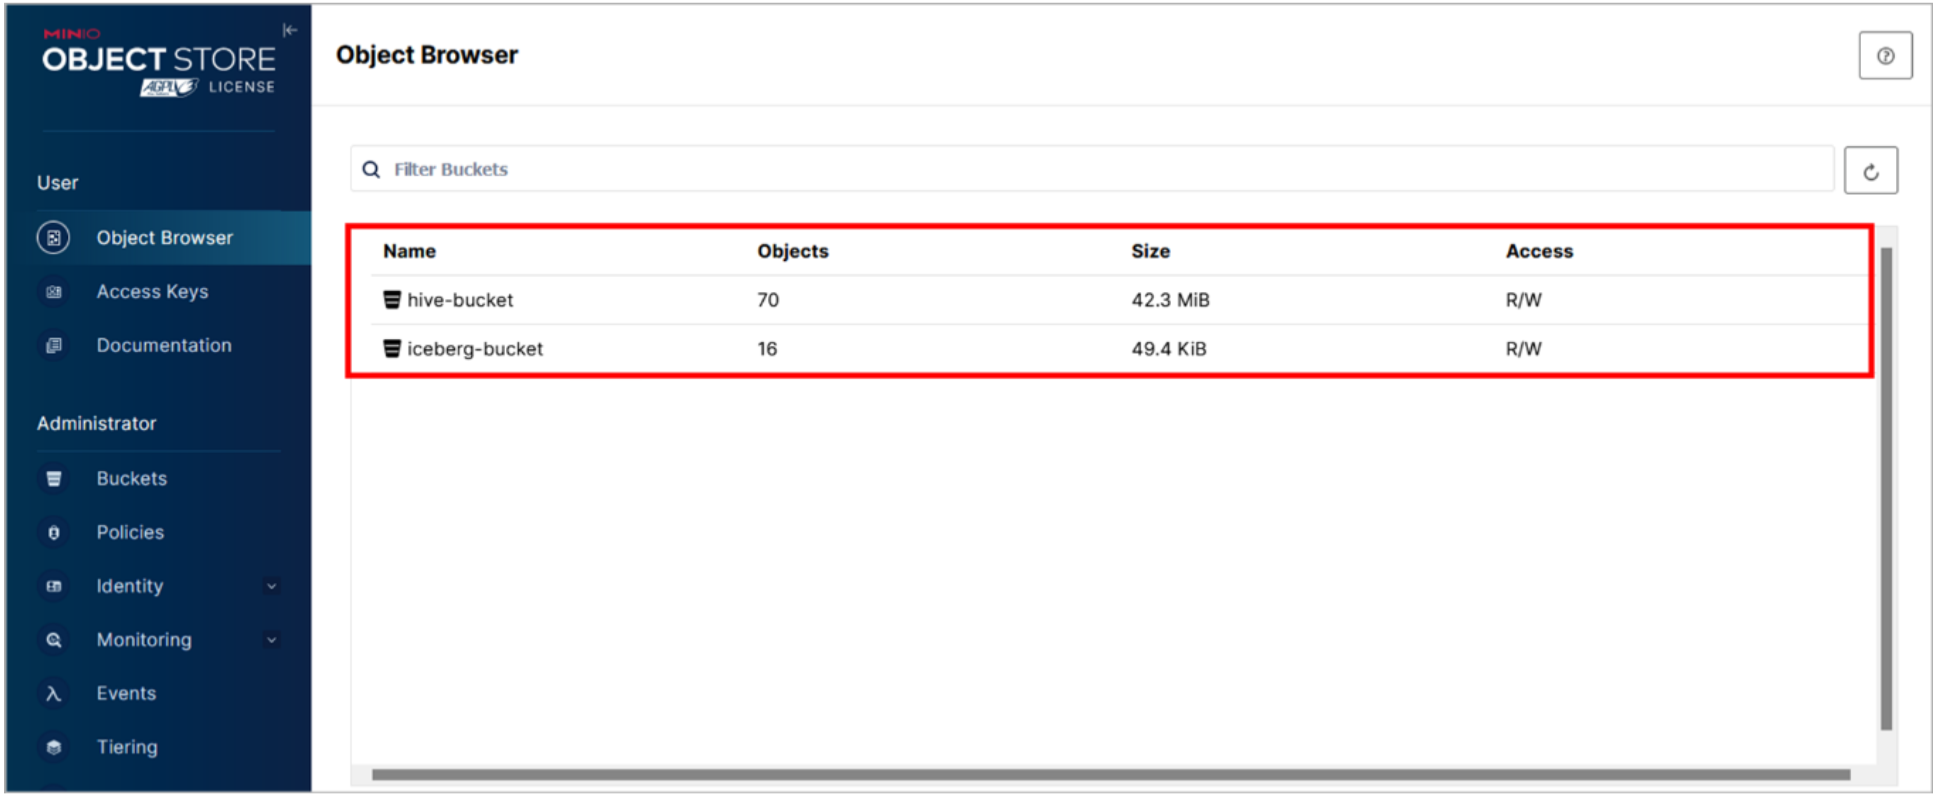 MINIO
OBJECT STORE
AGPLv3 LICENSE
User
Object Browser
Access Keys
Documentation
Administrator
Buckets
Policies
Identity
Monitoring
Events
Tiering
Object Browser
Filter Buckets
Name Objects Size Access
hive-bucket 70 42.3 MiB R/W
iceberg-bucket 16 49.4 KiB R/W